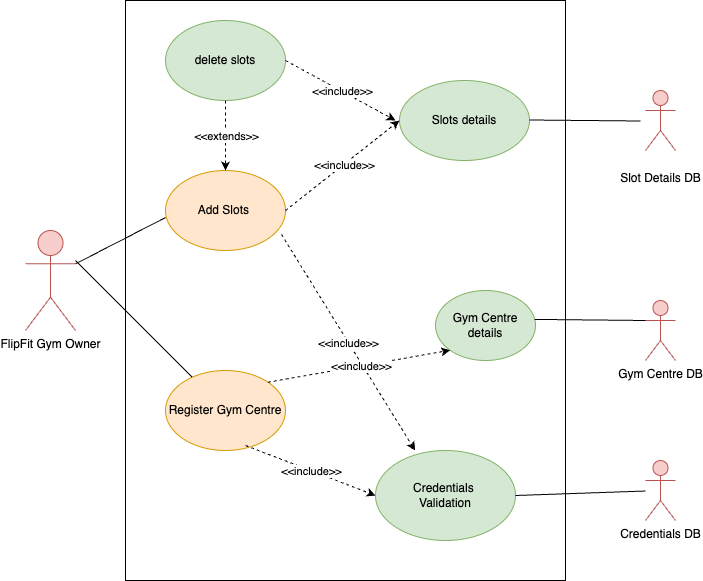 delete slots
<<include>>
Slots details
<<extends>>
<<include>>
Slot Details DB
Add Slots
FlipFit Gym Owner
Gym Centre
details
<<include>>
<<include>>
Gym Centre DB
Register Gym Centre
<<include>>
Credentials
Validation
Credentials DB